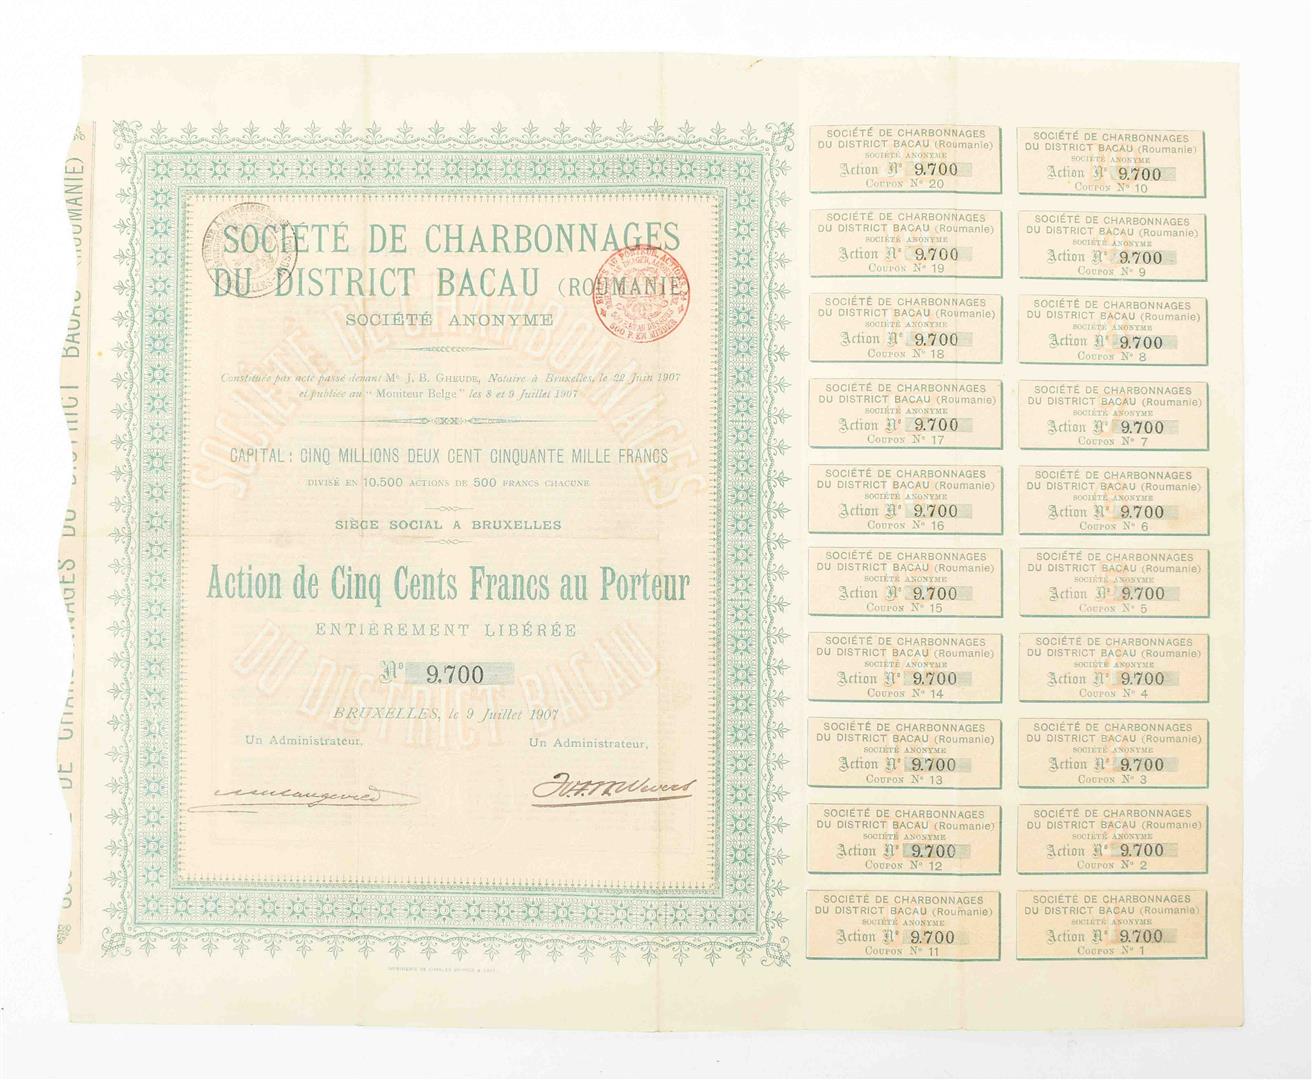 SOCIÉTÉ DE CHARBONNAGES
DU DISTRICT BACAU (ROUMANIE)
SOCIÉTÉ ANONYME
Constituée par acte passé devant Me J. B. GHEUDE, Notaire à Bruxelles, le 22 Juin 1907
et publiée au "Moniteur Belge" les 8 et 9 Juillet 1907
CAPITAL: CINQ MILLIONS DEUX CENT CINQUANTE MILLE FRANCS
DIVISÉ EN 10.500 ACTIONS DE 500 FRANCS CHACUNE
SIÈGE SOCIAL A BRUXELLES
Action de Cinq Cents Francs au Porteur
ENTIÈREMENT LIBÉRÉE
No 9.700
BRUXELLES, le 9 Juillet 1907
Un Administrateur,
Un Administrateur,
SOCIÉTÉ DE CHARBONNAGES
DU DISTRICT BACAU
DE CHARBONNAGES DU DISTRICT BACAU (ROUMANIE)
SOCIÉTÉ DE CHARBONNAGES
DU DISTRICT BACAU (Roumanie)
SOCIÉTÉ ANONYME
Action No 9.700
COUPON No 20
SOCIÉTÉ DE CHARBONNAGES
DU DISTRICT BACAU (Roumanie)
SOCIÉTÉ ANONYME
Action No 9.700
COUPON No 10
SOCIÉTÉ DE CHARBONNAGES
DU DISTRICT BACAU (Roumanie)
SOCIÉTÉ ANONYME
Action No 9.700
COUPON No 19
SOCIÉTÉ DE CHARBONNAGES
DU DISTRICT BACAU (Roumanie)
SOCIÉTÉ ANONYME
Action No 9.700
COUPON No 9
SOCIÉTÉ DE CHARBONNAGES
DU DISTRICT BACAU (Roumanie)
SOCIÉTÉ ANONYME
Action No 9.700
COUPON No 18
SOCIÉTÉ DE CHARBONNAGES
DU DISTRICT BACAU (Roumanie)
SOCIÉTÉ ANONYME
Action No 9.700
COUPON No 8
SOCIÉTÉ DE CHARBONNAGES
DU DISTRICT BACAU (Roumanie)
SOCIÉTÉ ANONYME
Action No 9.700
COUPON No 17
SOCIÉTÉ DE CHARBONNAGES
DU DISTRICT BACAU (Roumanie)
SOCIÉTÉ ANONYME
Action No 9.700
COUPON No 7
SOCIÉTÉ DE CHARBONNAGES
DU DISTRICT BACAU (Roumanie)
SOCIÉTÉ ANONYME
Action No 9.700
COUPON No 16
SOCIÉTÉ DE CHARBONNAGES
DU DISTRICT BACAU (Roumanie)
SOCIÉTÉ ANONYME
Action No 9.700
COUPON No 6
SOCIÉTÉ DE CHARBONNAGES
DU DISTRICT BACAU (Roumanie)
SOCIÉTÉ ANONYME
Action No 9.700
COUPON No 15
SOCIÉTÉ DE CHARBONNAGES
DU DISTRICT BACAU (Roumanie)
SOCIÉTÉ ANONYME
Action No 9.700
COUPON No 5
SOCIÉTÉ DE CHARBONNAGES
DU DISTRICT BACAU (Roumanie)
SOCIÉTÉ ANONYME
Action No 9.700
COUPON No 14
SOCIÉTÉ DE CHARBONNAGES
DU DISTRICT BACAU (Roumanie)
SOCIÉTÉ ANONYME
Action No 9.700
COUPON No 4
SOCIÉTÉ DE CHARBONNAGES
DU DISTRICT BACAU (Roumanie)
SOCIÉTÉ ANONYME
Action No 9.700
COUPON No 13
SOCIÉTÉ DE CHARBONNAGES
DU DISTRICT BACAU (Roumanie)
SOCIÉTÉ ANONYME
Action No 9.700
COUPON No 3
SOCIÉTÉ DE CHARBONNAGES
DU DISTRICT BACAU (Roumanie)
SOCIÉTÉ ANONYME
Action No 9.700
COUPON No 12
SOCIÉTÉ DE CHARBONNAGES
DU DISTRICT BACAU (Roumanie)
SOCIÉTÉ ANONYME
Action No 9.700
COUPON No 2
SOCIÉTÉ DE CHARBONNAGES
DU DISTRICT BACAU (Roumanie)
SOCIÉTÉ ANONYME
Action No 9.700
COUPON No 11
SOCIÉTÉ DE CHARBONNAGES
DU DISTRICT BACAU (Roumanie)
SOCIÉTÉ ANONYME
Action No 9.700
COUPON No 1